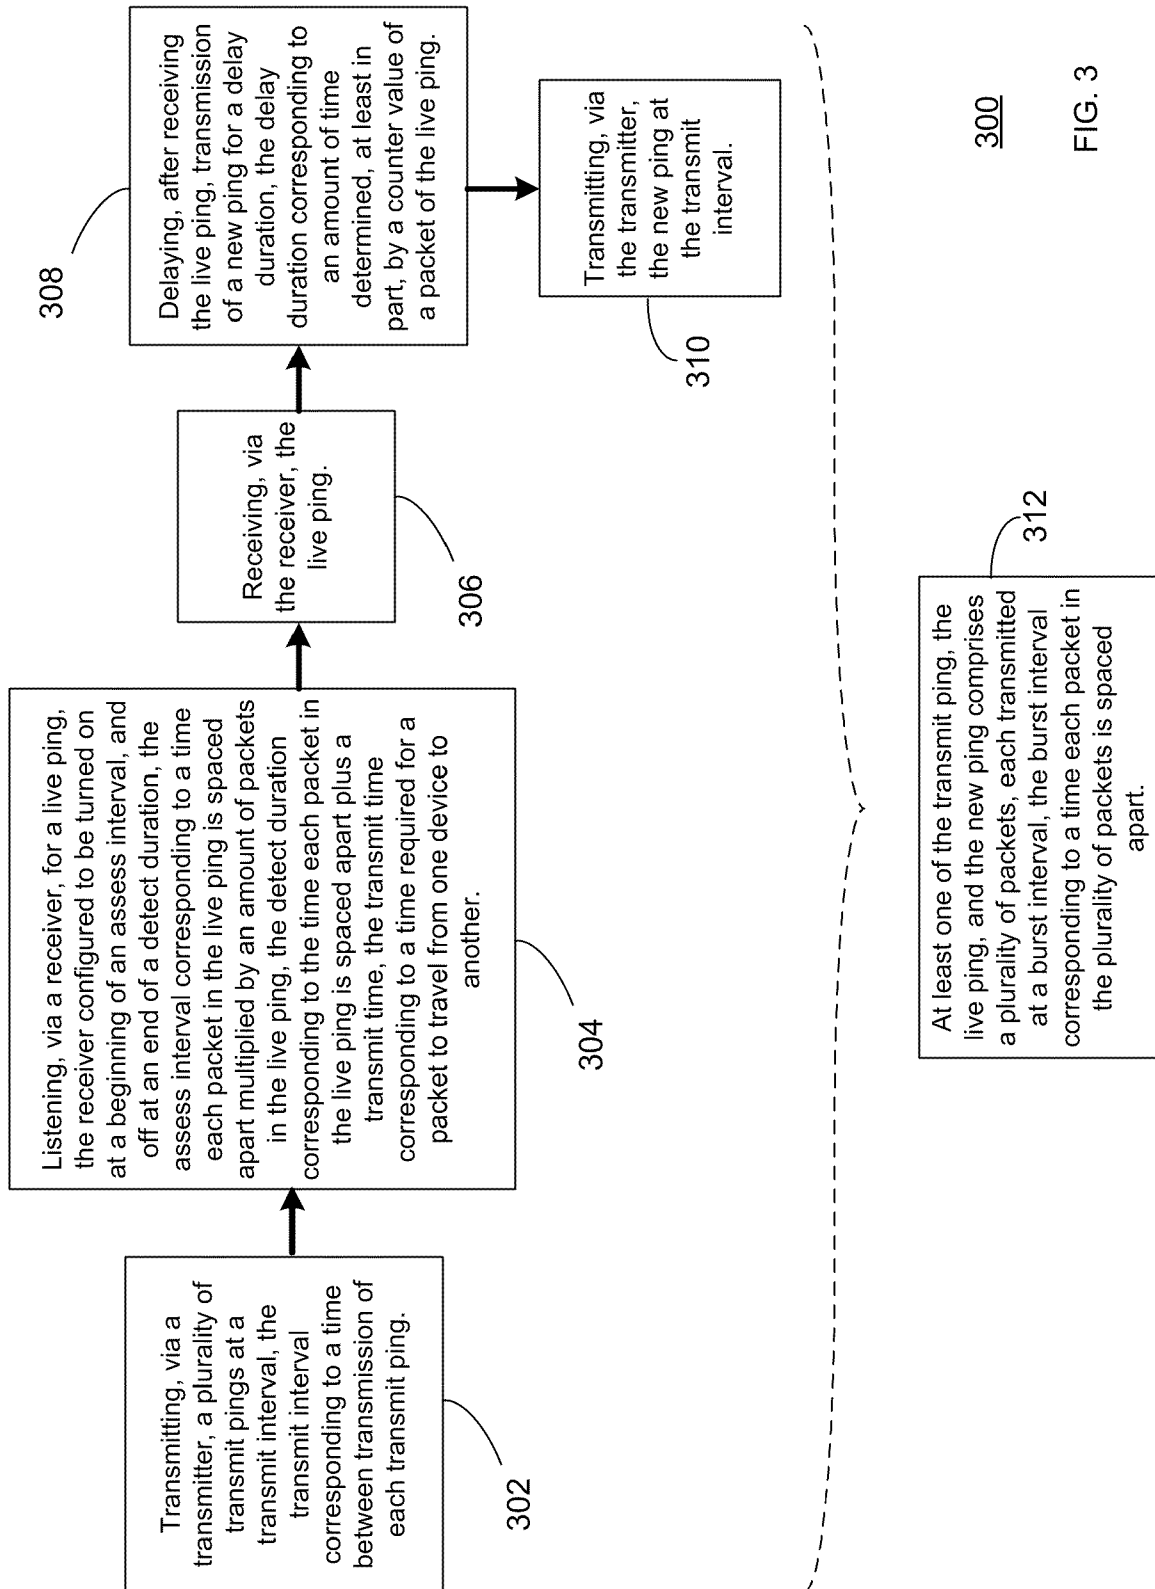 Transmitting, via a
transmitter, a plurality of
transmit pings at a
transmit interval, the
transmit interval
corresponding to a time
between transmission of
each transmit ping.
302
Listening, via a receiver, for a live ping,
the receiver configured to be turned on
at a beginning of an assess interval, and
off at an end of a detect duration, the
assess interval corresponding to a time
each packet in the live ping is spaced
apart multiplied by an amount of packets
in the live ping, the detect duration
corresponding to the time each packet in
the live ping is spaced apart plus a
transmit time, the transmit time
corresponding to a time required for a
packet to travel from one device to
another.
304
Receiving, via
the receiver, the
live ping.
306
Delaying, after receiving
the live ping, transmission
of a new ping for a delay
duration, the delay
duration corresponding to
an amount of time
determined, at least in
part, by a counter value of
a packet of the live ping.
308
Transmitting, via
the transmitter,
the new ping at
the transmit
interval.
310
At least one of the transmit ping, the
live ping, and the new ping comprises
a plurality of packets, each transmitted
at a burst interval, the burst interval
corresponding to a time each packet in
the plurality of packets is spaced
apart.
312
300
FIG. 3